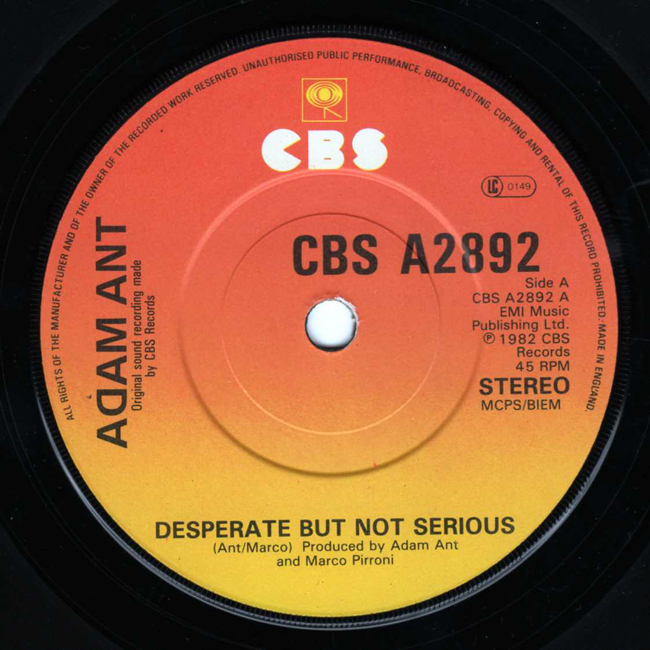 ALL RIGHTS OF THE MANUFACTURER AND OF THE OWNER OF THE RECORDED WORK RESERVED. UNAUTHORISED PUBLIC PERFORMANCE, BROADCASTING, COPYING AND RENTAL OF THIS RECORD PROHIBITED. MADE IN ENGLAND.
CBS
LC 0149
CBS A2892
Side A
CBS A2892 A
EMI Music
Publishing Ltd.
℗ 1982 CBS
Records
45 RPM
STEREO
MCPS/BIEM
ADAM ANT
Original sound recording made
by CBS Records
DESPERATE BUT NOT SERIOUS
(Ant/Marco) Produced by Adam Ant
and Marco Pirroni